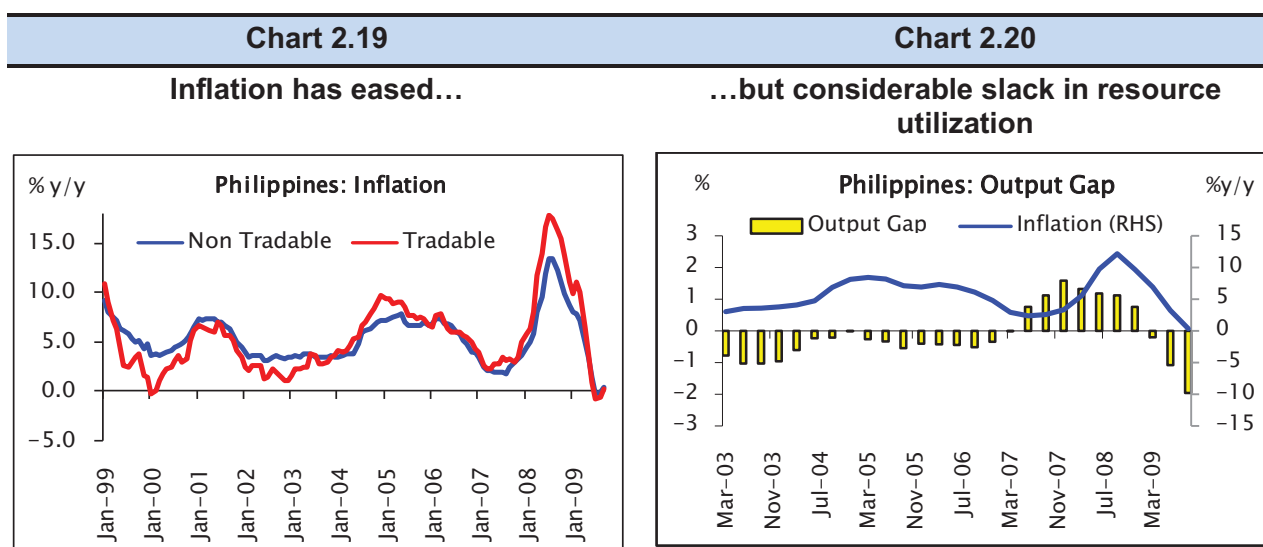 Chart 2.19
Inflation has eased…
% y/y
Philippines: Inflation
Non Tradable
Tradable
15.0
10.0
5.0
0.0
-5.0
Jan-99
Jan-00
Jan-01
Jan-02
Jan-03
Jan-04
Jan-05
Jan-06
Jan-07
Jan-08
Jan-09
Chart 2.20
…but considerable slack in resource
utilization
%
Philippines: Output Gap
%y/y
Output Gap
Inflation (RHS)
3
2
1
0
-1
-2
-3
15
10
5
0
-5
-10
-15
Mar-03
Nov-03
Jul-04
Mar-05
Nov-05
Jul-06
Mar-07
Nov-07
Jul-08
Mar-09